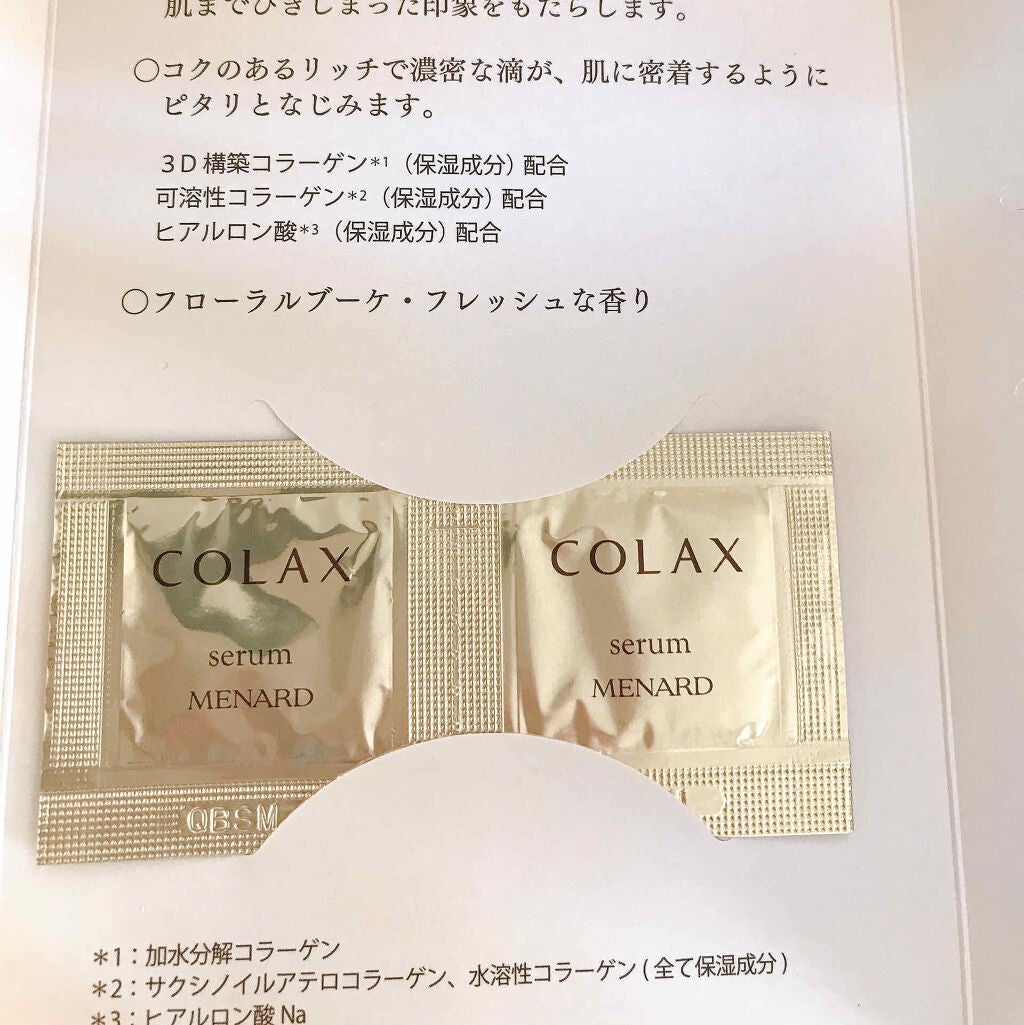 肌までひきしまった印象をもたらします。
○コクのあるリッチで濃密な滴が、肌に密着するように
ピタリとなじみます。
3D構築コラーゲン*1（保湿成分）配合
可溶性コラーゲン*2（保湿成分）配合
ヒアルロン酸*3（保湿成分）配合
○フローラルブーケ・フレッシュな香り
COLAX
serum
MENARD
COLAX
serum
MENARD
QBSM
*1：加水分解コラーゲン
*2：サクシノイルアテロコラーゲン、水溶性コラーゲン(全て保湿成分)
*3：ヒアルロン酸Na